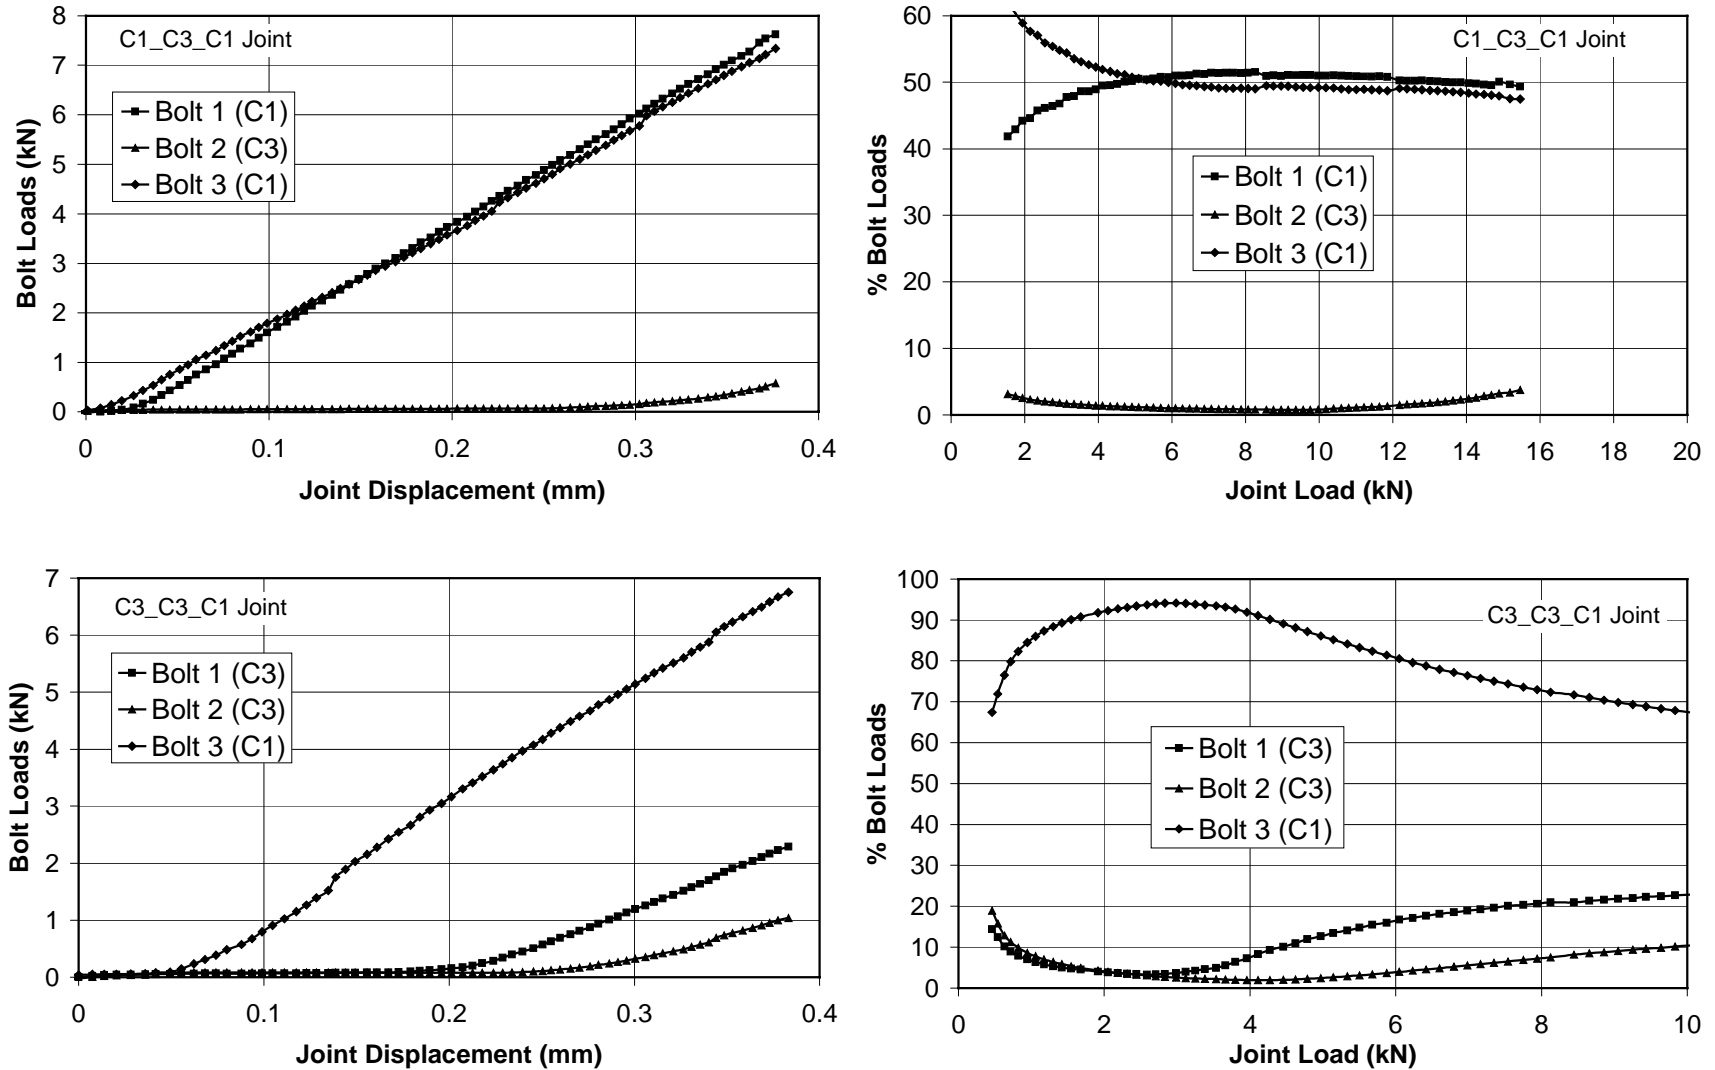 C1_C3_C1 Joint
Bolt 1 (C1)
Bolt 2 (C3)
Bolt 3 (C1)
Bolt Loads (kN)
8
7
6
5
4
3
2
1
0
0 0.1 0.2 0.3 0.4
Joint Displacement (mm)
C1_C3_C1 Joint
Bolt 1 (C1)
Bolt 2 (C3)
Bolt 3 (C1)
% Bolt Loads
60
50
40
30
20
10
0
0 2 4 6 8 10 12 14 16 18 20
Joint Load (kN)
C3_C3_C1 Joint
Bolt 1 (C3)
Bolt 2 (C3)
Bolt 3 (C1)
Bolt Loads (kN)
7
6
5
4
3
2
1
0
0 0.1 0.2 0.3 0.4
Joint Displacement (mm)
C3_C3_C1 Joint
Bolt 1 (C3)
Bolt 2 (C3)
Bolt 3 (C1)
% Bolt Loads
100
90
80
70
60
50
40
30
20
10
0
0 2 4 6 8 10
Joint Load (kN)